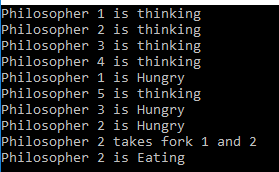 Philosopher 1 is thinking
Philosopher 2 is thinking
Philosopher 3 is thinking
Philosopher 4 is thinking
Philosopher 1 is Hungry
Philosopher 5 is thinking
Philosopher 3 is Hungry
Philosopher 2 is Hungry
Philosopher 2 takes fork 1 and 2
Philosopher 2 is Eating